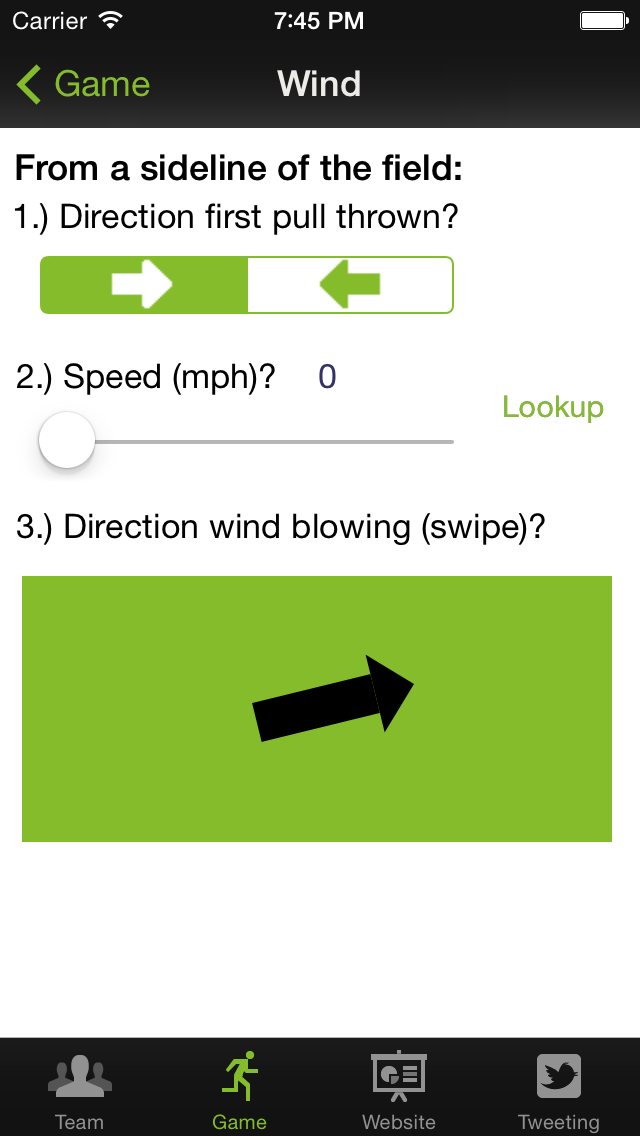 Carrier 7:45 PM
Game Wind
From a sideline of the field:
1.) Direction first pull thrown?
2.) Speed (mph)? 0
Lookup
3.) Direction wind blowing (swipe)?
Team Game Website Tweeting